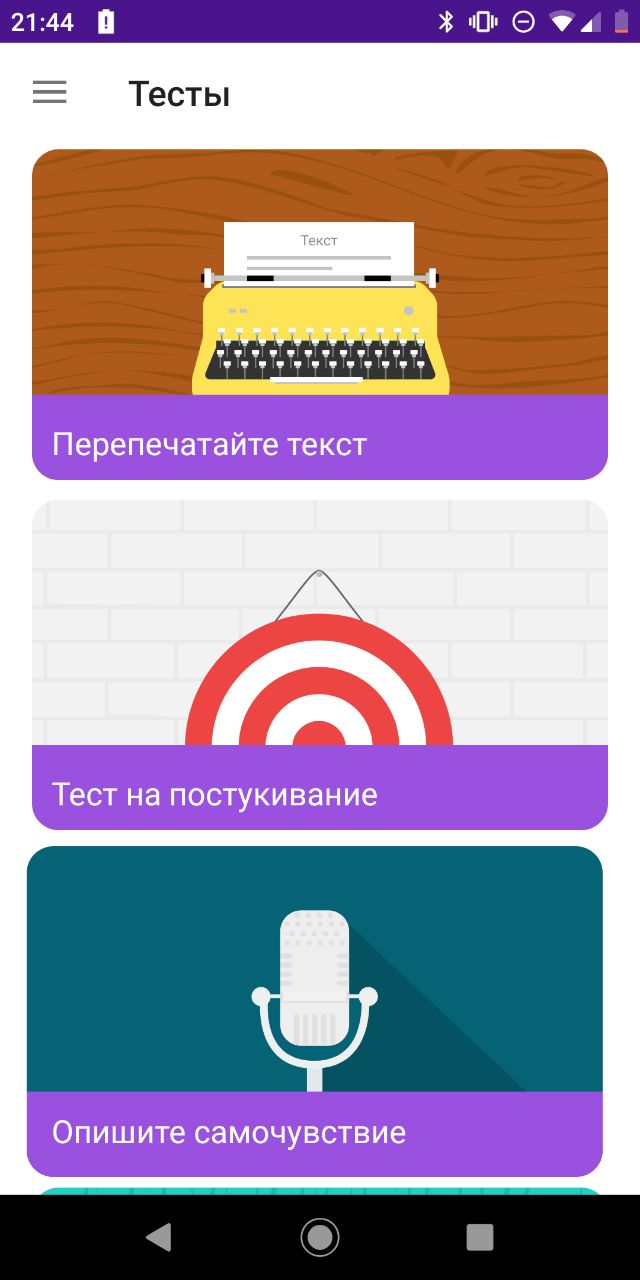 21:44
Тесты
Текст
Перепечатайте текст
Тест на постукивание
Опишите самочувствие